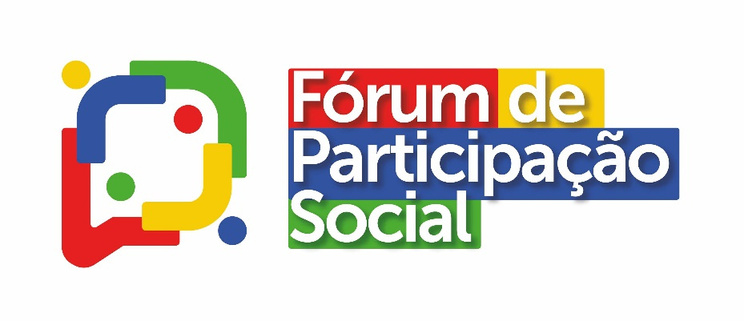 Fórum de
Participação
Social